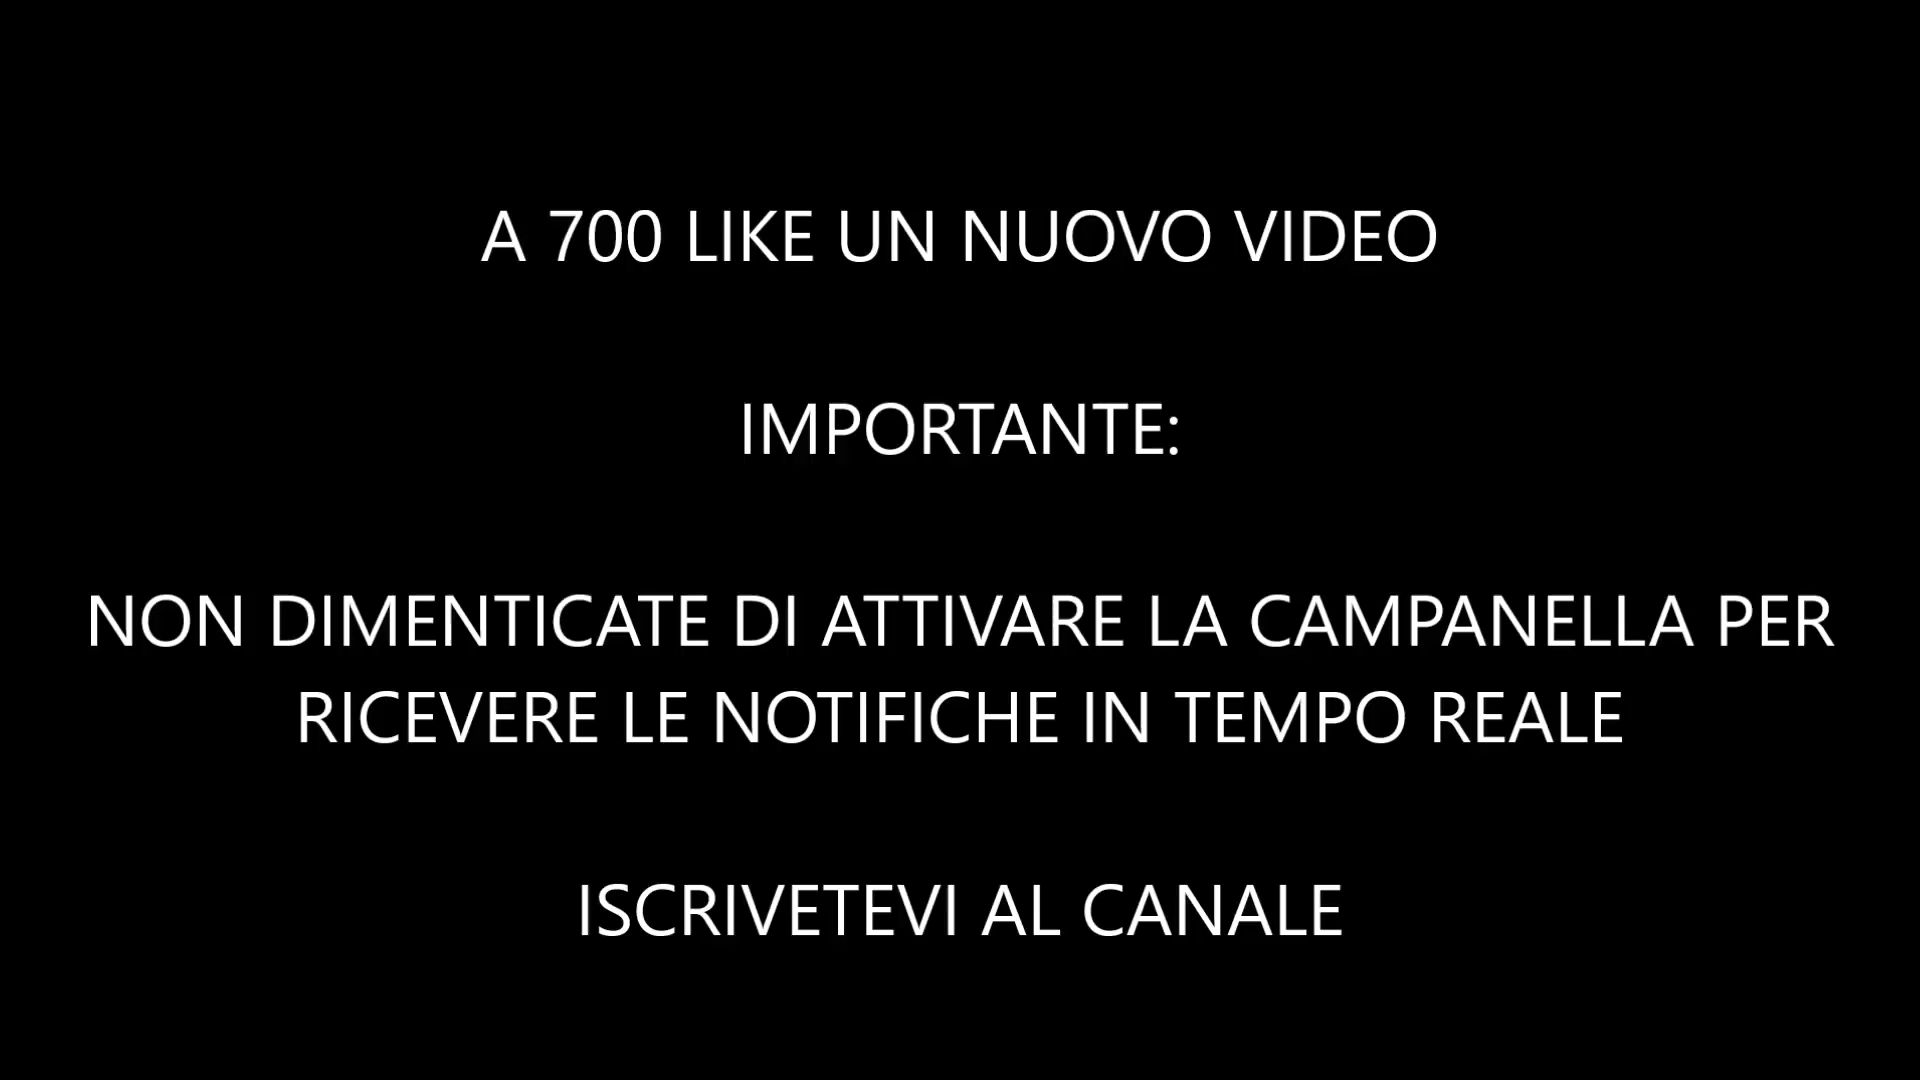 A 700 LIKE UN NUOVO VIDEO
IMPORTANTE:
NON DIMENTICATE DI ATTIVARE LA CAMPANELLA PER
RICEVERE LE NOTIFICHE IN TEMPO REALE
ISCRIVETEVI AL CANALE